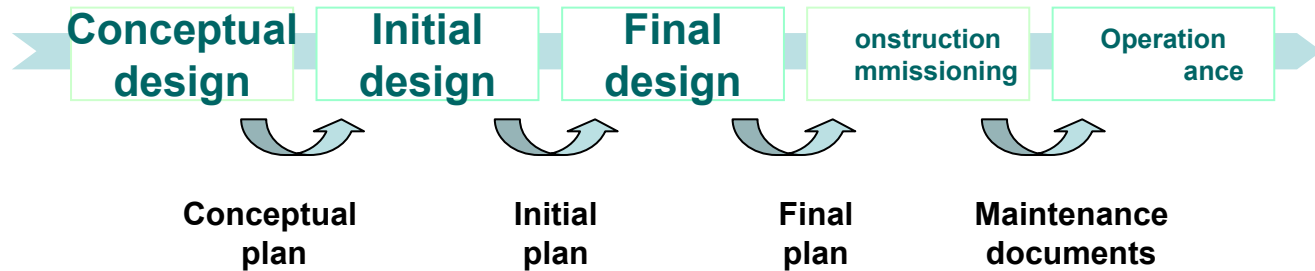 Conceptual
design
Initial
design
Final
design
onstruction
mmissioning
Operation
ance
Conceptual
plan
Initial
plan
Final
plan
Maintenance
documents